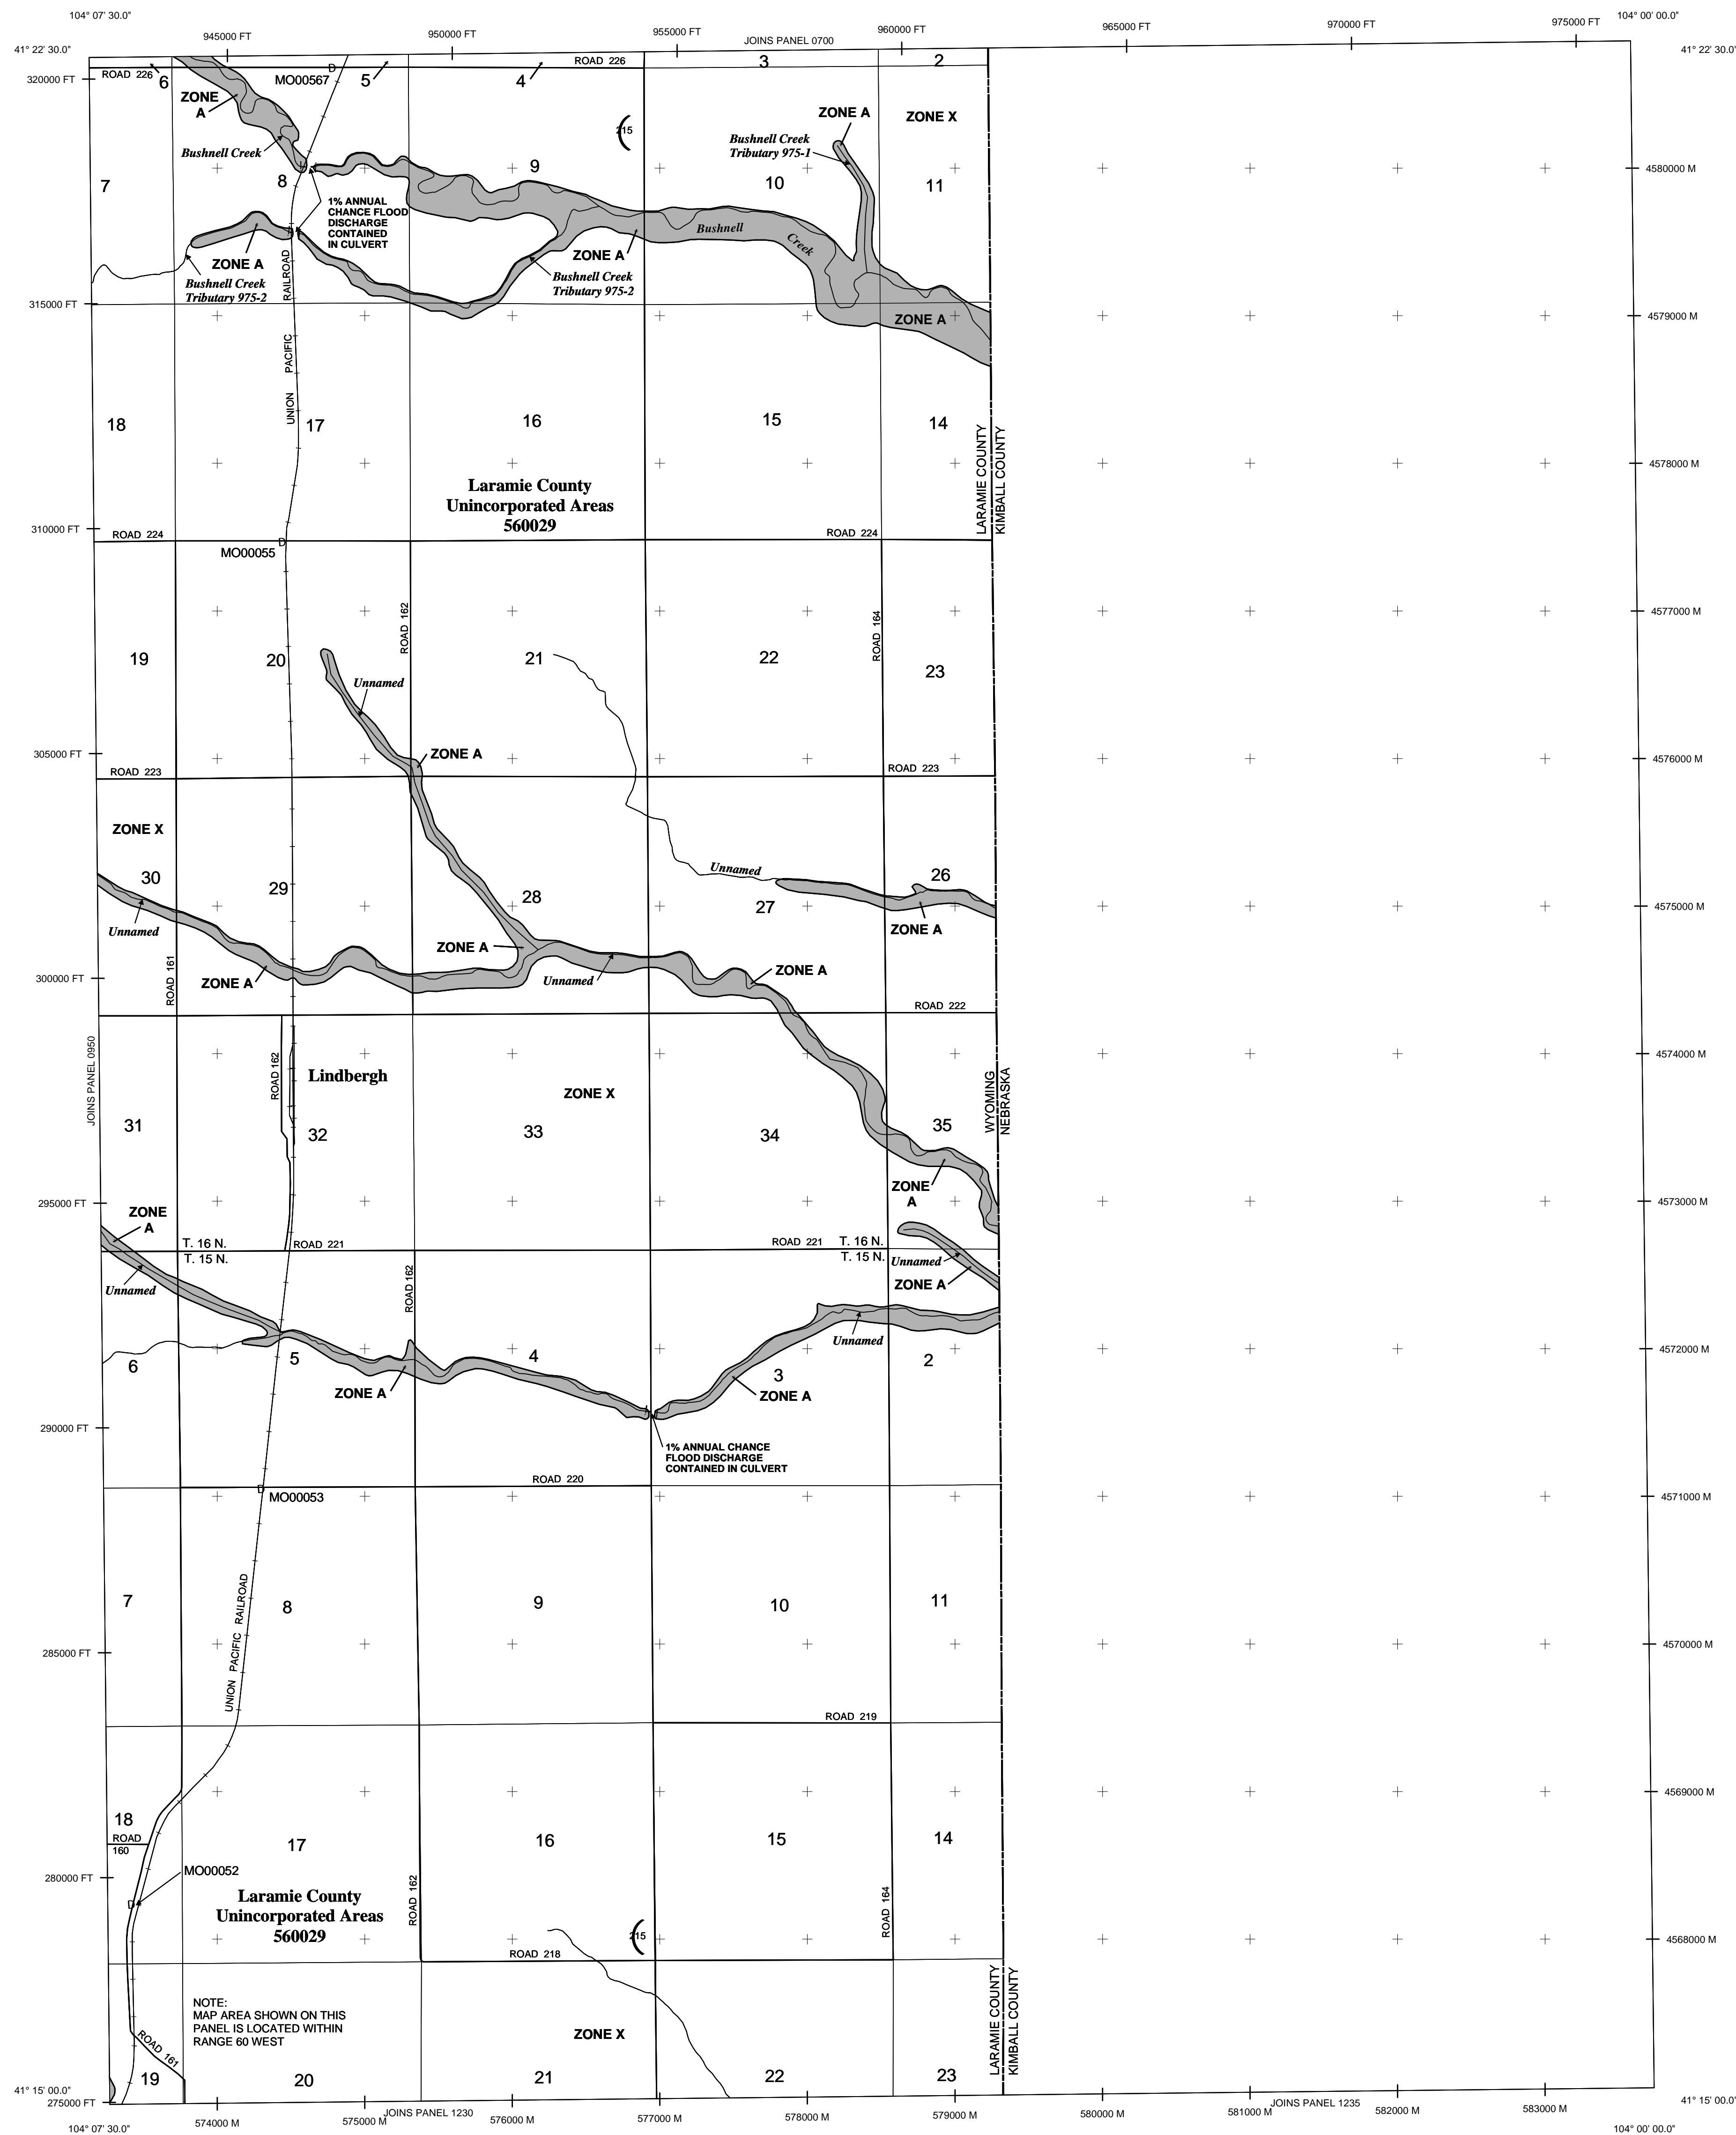 104° 07' 30.0"
104° 00' 00.0"
945000 FT
950000 FT
955000 FT
JOINS PANEL 0700
960000 FT
965000 FT
970000 FT
975000 FT
41° 22' 30.0"
41° 22' 30.0"
320000 FT
ROAD 226
6
MO00567
5
4
ROAD 226
3
2
ZONE
A
215
ZONE A
ZONE X
Bushnell Creek
Bushnell Creek
Tributary 975-1
7
8
9
10
11
4580000 M
1% ANNUAL
CHANCE FLOOD
DISCHARGE
CONTAINED
IN CULVERT
Bushnell
Creek
ZONE A
ZONE A
Bushnell Creek
Tributary 975-2
Bushnell Creek
Tributary 975-2
UNION PACIFIC RAILROAD
315000 FT
ZONE A
4579000 M
18
17
16
15
14
LARAMIE COUNTY
KIMBALL COUNTY
4578000 M
Laramie County
Unincorporated Areas
560029
310000 FT
ROAD 224
ROAD 224
MO00055
ROAD 162
ROAD 164
4577000 M
19
20
21
22
23
Unnamed
305000 FT
ZONE A
4576000 M
ROAD 223
ROAD 223
ZONE X
30
29
28
27
26
Unnamed
4575000 M
Unnamed
ZONE A
ZONE A
ZONE A
Unnamed
ZONE A
300000 FT
ROAD 161
ROAD 222
JOINS PANEL 0950
ROAD 162
Lindbergh
ZONE X
4574000 M
WYOMING
NEBRASKA
31
32
33
34
35
ZONE
A
295000 FT
ZONE
A
4573000 M
T. 16 N.
T. 15 N.
ROAD 221
ROAD 221
T. 16 N.
T. 15 N.
Unnamed
ROAD 162
Unnamed
ZONE A
Unnamed
4572000 M
6
5
4
3
2
ZONE A
ZONE A
290000 FT
1% ANNUAL CHANCE
FLOOD DISCHARGE
CONTAINED IN CULVERT
ROAD 220
MO00053
4571000 M
7
8
9
10
11
UNION PACIFIC RAILROAD
285000 FT
4570000 M
ROAD 219
4569000 M
18
ROAD
160
17
16
15
14
MO00052
280000 FT
Laramie County
Unincorporated Areas
560029
ROAD 162
ROAD 164
215
4568000 M
ROAD 218
LARAMIE COUNTY
KIMBALL COUNTY
NOTE:
MAP AREA SHOWN ON THIS
PANEL IS LOCATED WITHIN
RANGE 60 WEST
ZONE X
ROAD 161
19
20
21
22
23
41° 15' 00.0"
275000 FT
41° 15' 00.0"
574000 M
575000 M
JOINS PANEL 1230
576000 M
577000 M
578000 M
579000 M
580000 M
581000 M
JOINS PANEL 1235
582000 M
583000 M
104° 07' 30.0"
104° 00' 00.0"